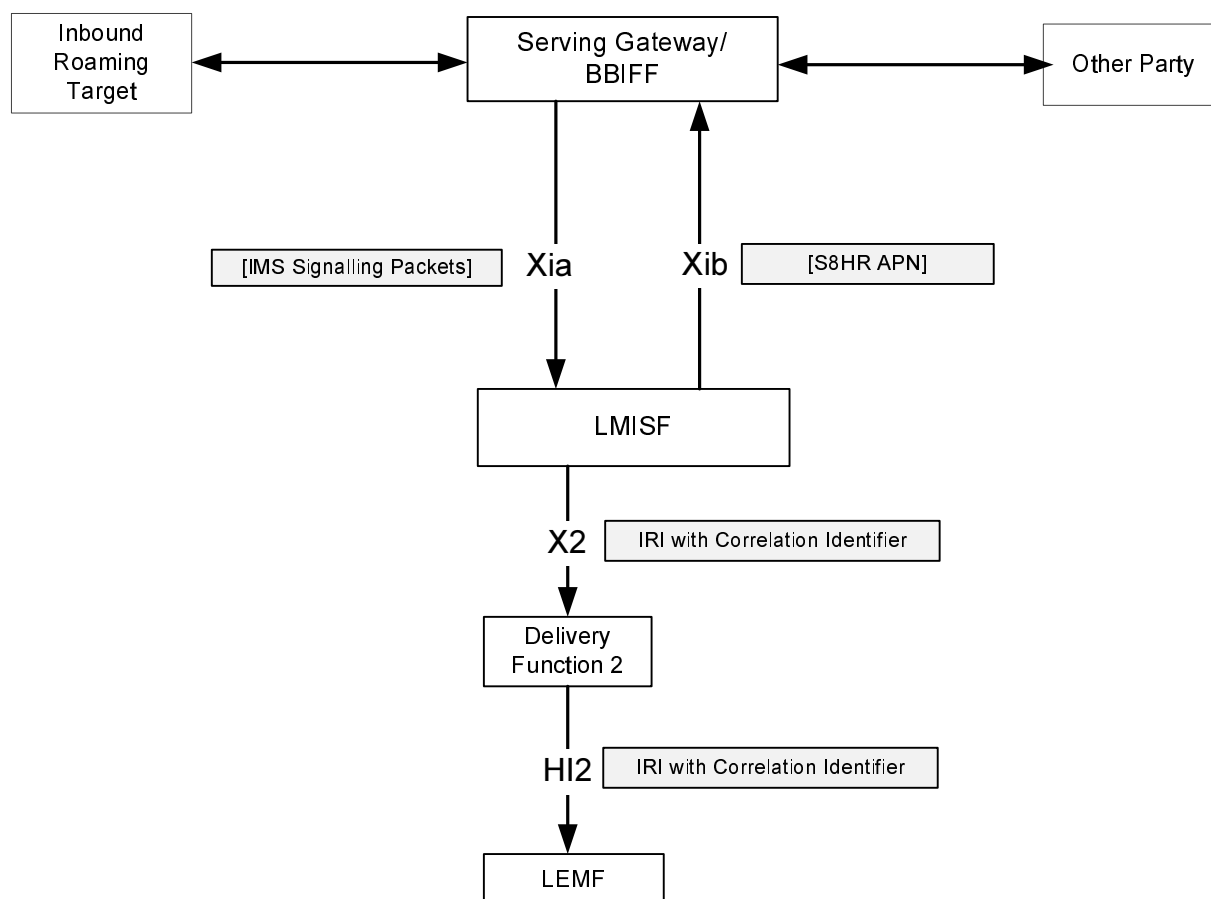 Inbound
Roaming
Target
Serving Gateway/
BBIFF
Other Party
[IMS Signalling Packets]
Xia
Xib
[S8HR APN]
LMISF
X2
IRI with Correlation Identifier
Delivery
Function 2
HI2
IRI with Correlation Identifier
LEMF